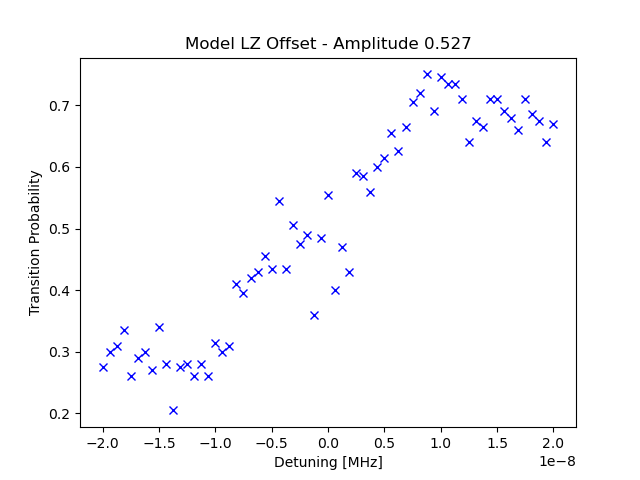 Model LZ Offset - Amplitude 0.527
Transition Probability
0.7
0.6
0.5
0.4
0.3
0.2
−2.0 −1.5 −1.0 −0.5 0.0 0.5 1.0 1.5 2.0
Detuning [MHz]
1e−8